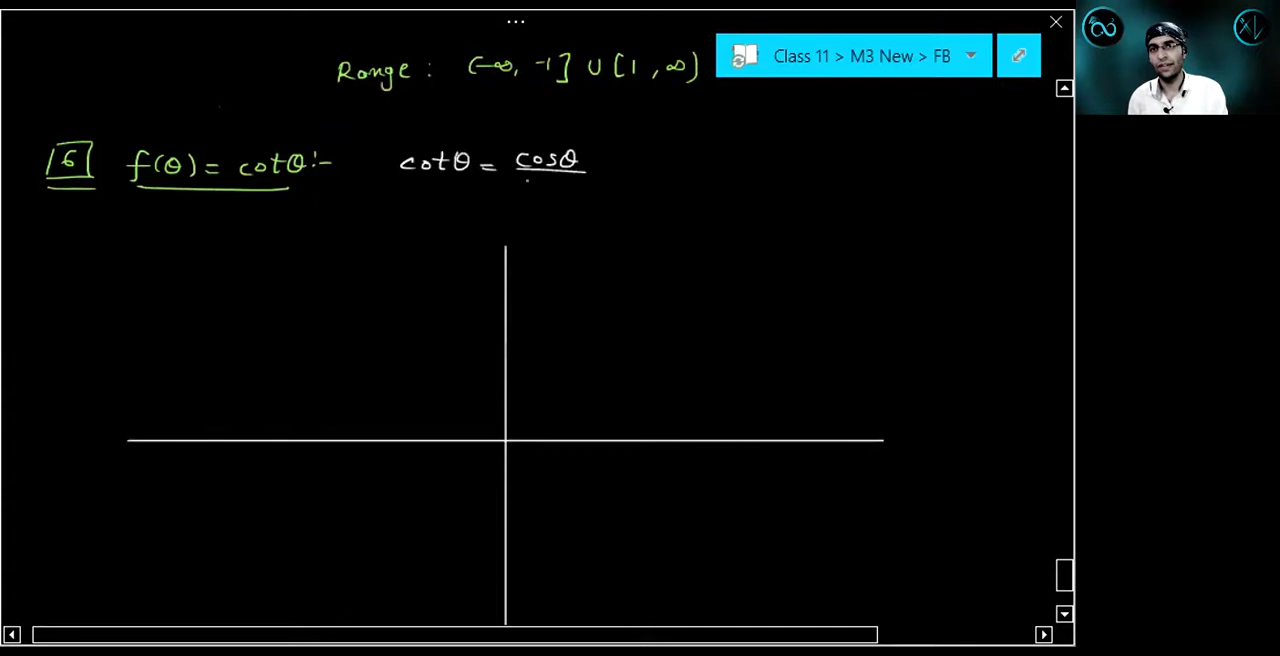 Range : (-∞, -1] ∪ [1, ∞)
Class 11 > M3 New > FB
6 f(θ) = cotθ :- cotθ = cosθ